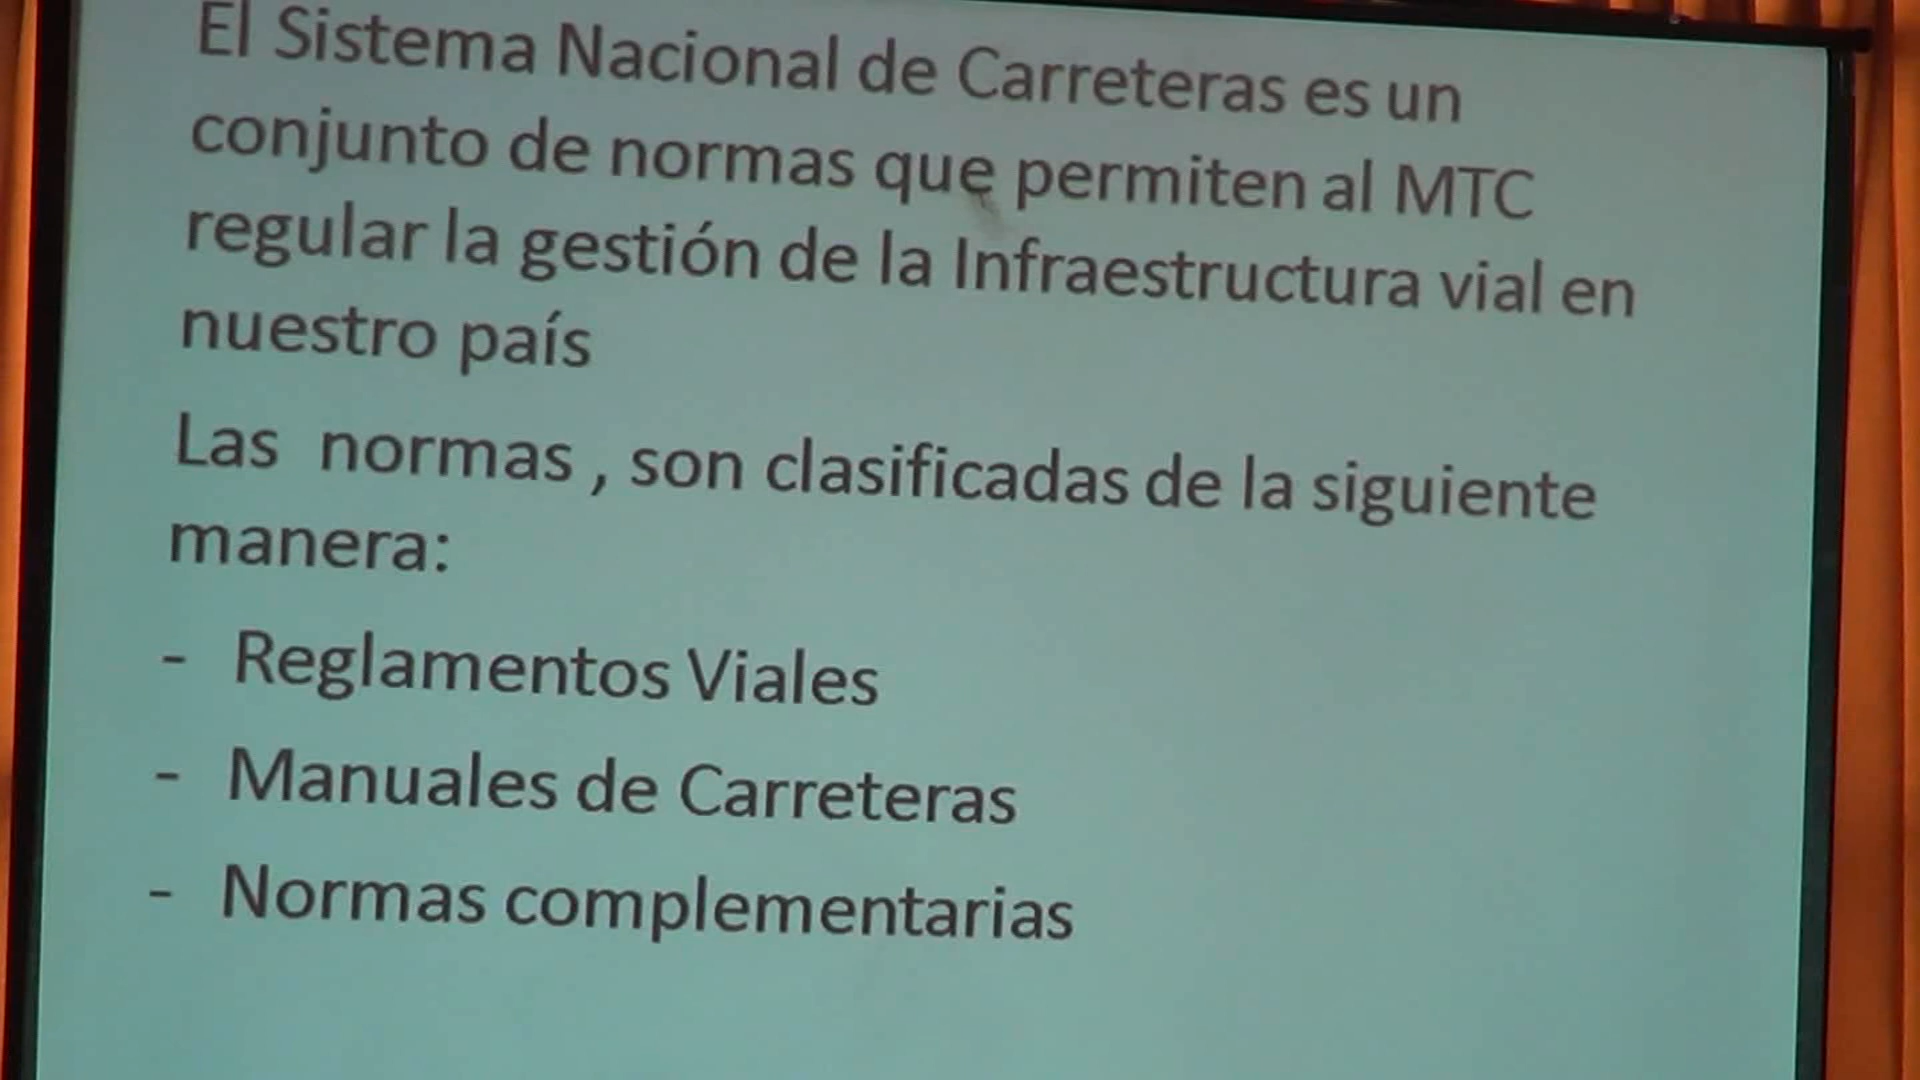 El Sistema Nacional de Carreteras es un
conjunto de normas que permiten al MTC
regular la gestión de la Infraestructura vial en
nuestro país
Las normas , son clasificadas de la siguiente
manera:
- Reglamentos Viales
- Manuales de Carreteras
- Normas complementarias